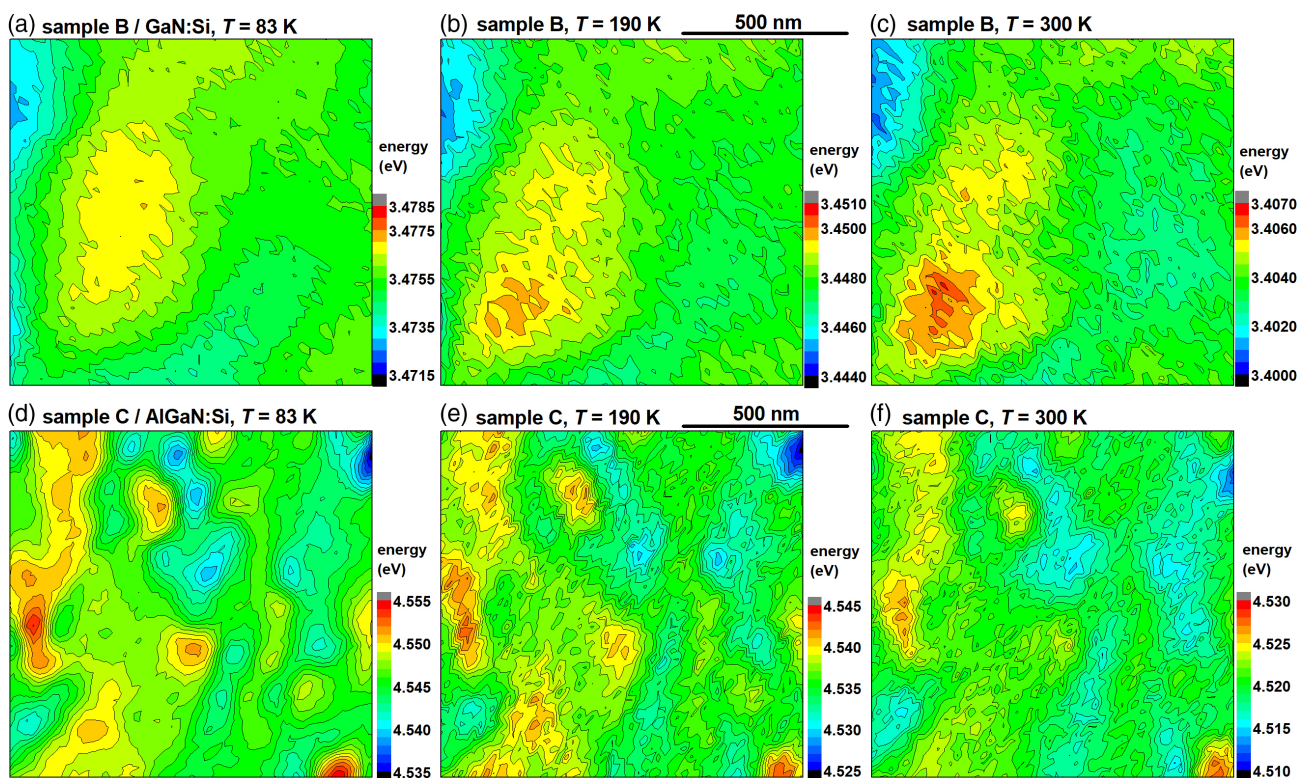 (a) sample B / GaN:Si, T = 83 K
(b) sample B, T = 190 K
500 nm
(c) sample B, T = 300 K
energy
(eV)
3.4785
3.4775
3.4755
3.4735
3.4715
energy
(eV)
3.4510
3.4500
3.4480
3.4460
3.4440
energy
(eV)
3.4070
3.4060
3.4040
3.4020
3.4000
(d) sample C / AlGaN:Si, T = 83 K
(e) sample C, T = 190 K
500 nm
(f) sample C, T = 300 K
energy
(eV)
4.555
4.550
4.545
4.540
4.535
energy
(eV)
4.545
4.540
4.535
4.530
4.525
energy
(eV)
4.530
4.525
4.520
4.515
4.510